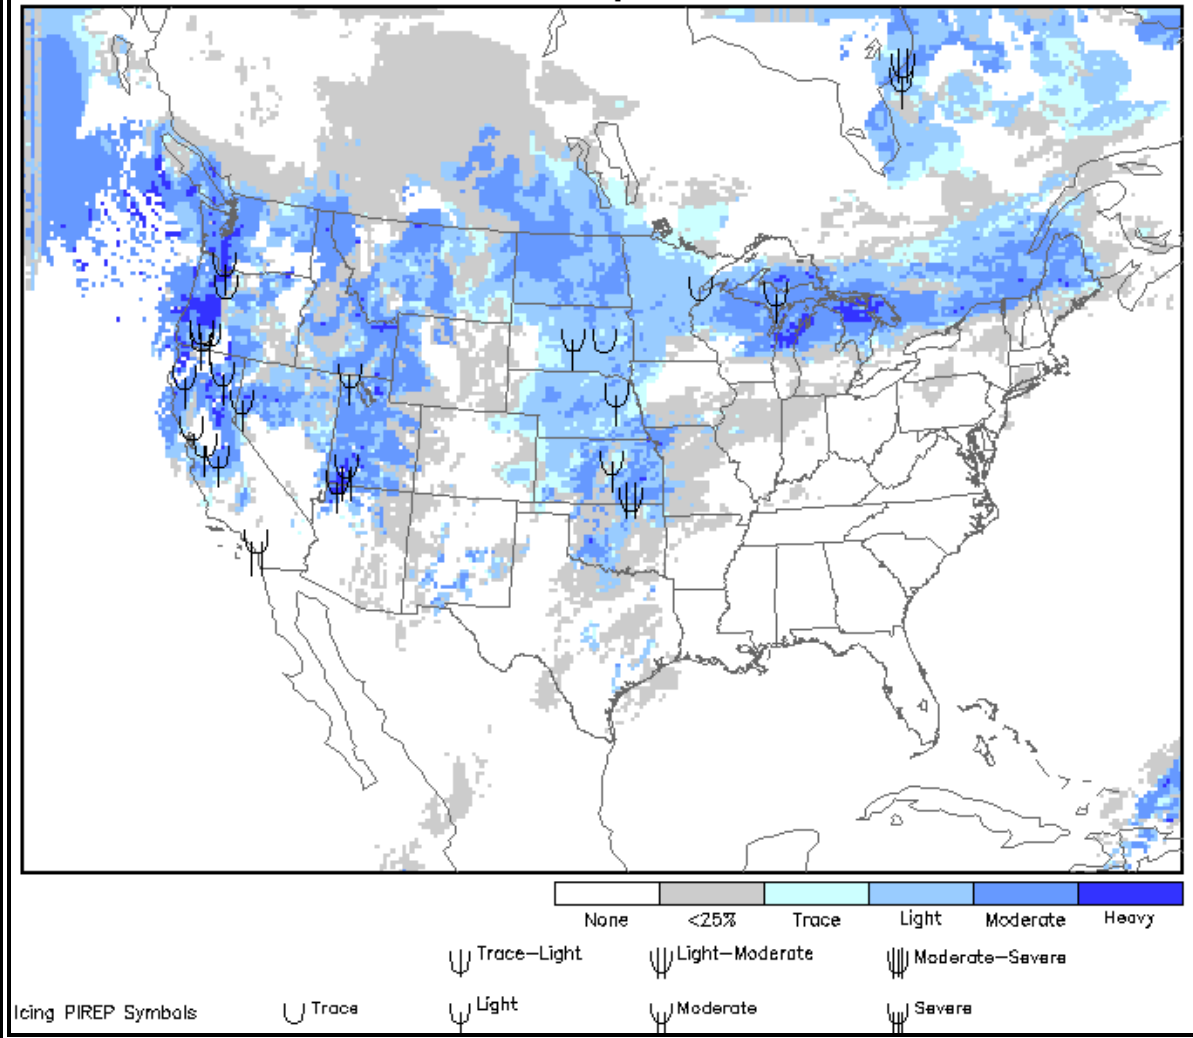 None <25% Trace Light Moderate Heavy
Trace-Light Light-Moderate Moderate-Severe
Icing PIREP Symbols Trace Light Moderate Severe